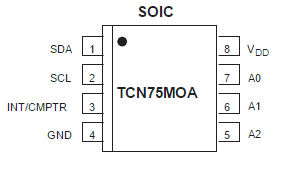 SOIC
SDA 1 8 VDD
SCL 2 7 A0
TCN75MOA
INT/CMPTR 3 6 A1
GND 4 5 A2